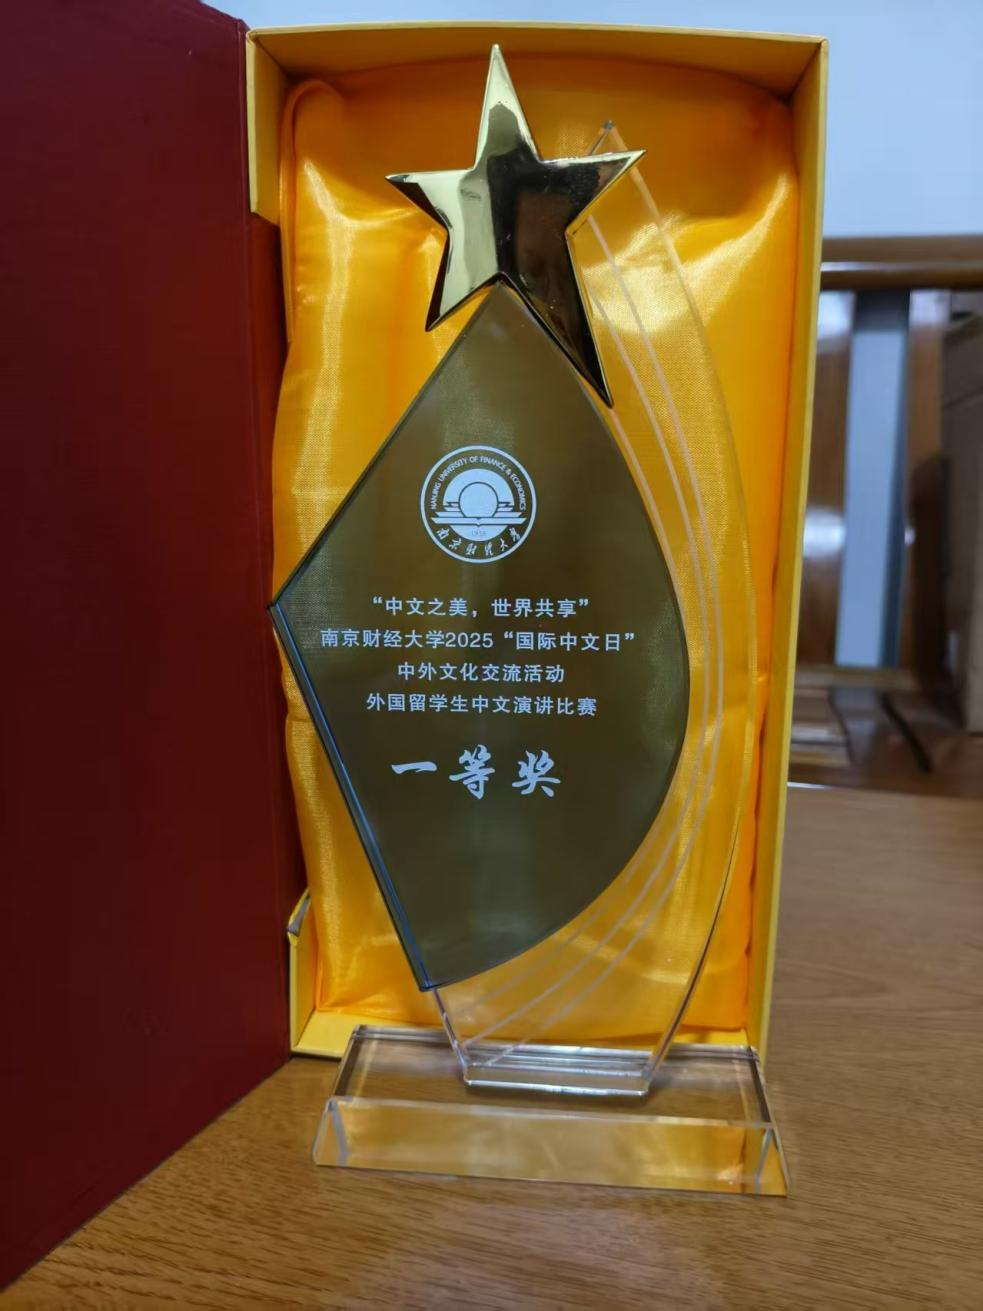 NANJING UNIVERSITY OF FINANCE & ECONOMICS
1956
南京财经大学
“中文之美，世界共享”
南京财经大学2025“国际中文日”
中外文化交流活动
外国留学生中文演讲比赛
一等奖